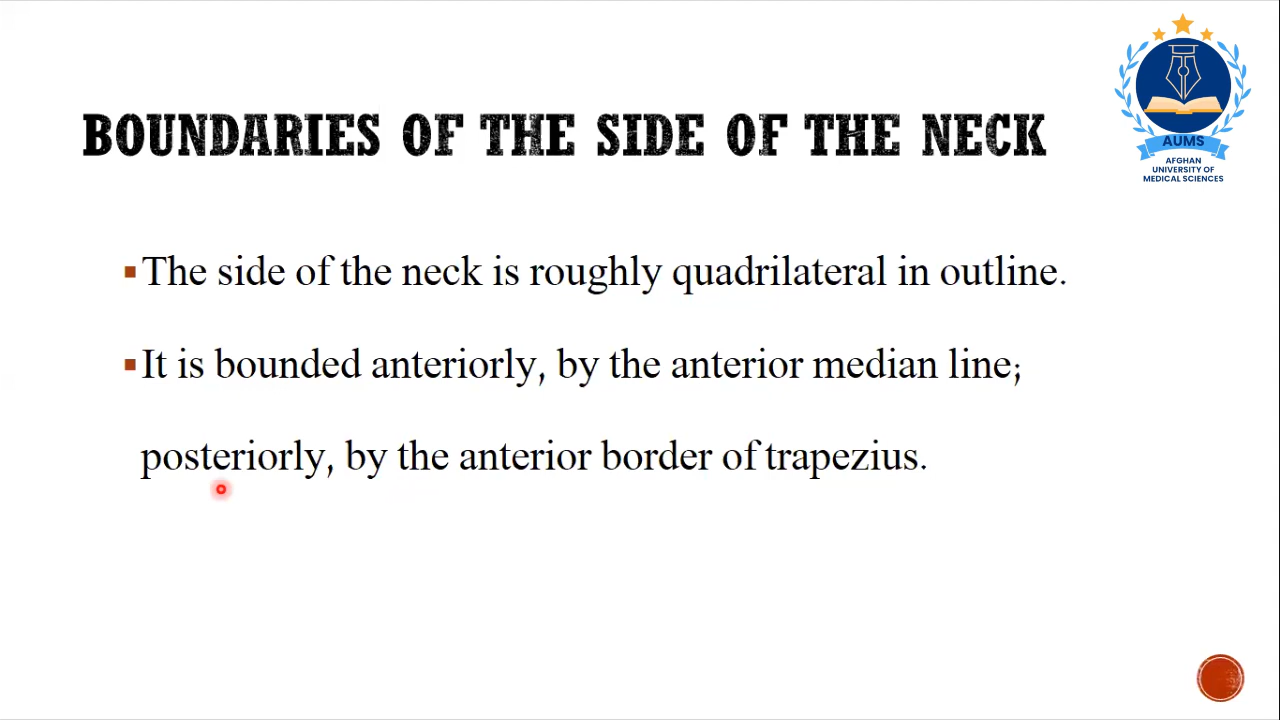 AUMS
AFGHAN
UNIVERSITY OF
MEDICAL SCIENCES
BOUNDARIES OF THE SIDE OF THE NECK
▪The side of the neck is roughly quadrilateral in outline.
▪It is bounded anteriorly, by the anterior median line;
posteriorly, by the anterior border of trapezius.